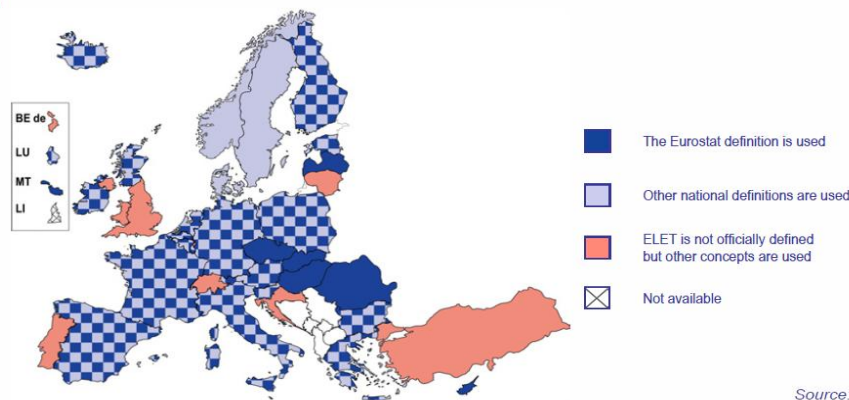 BE de
LU
MT
LI
The Eurostat definition is used
Other national definitions are used
ELET is not officially defined
but other concepts are used
Not available
Source: